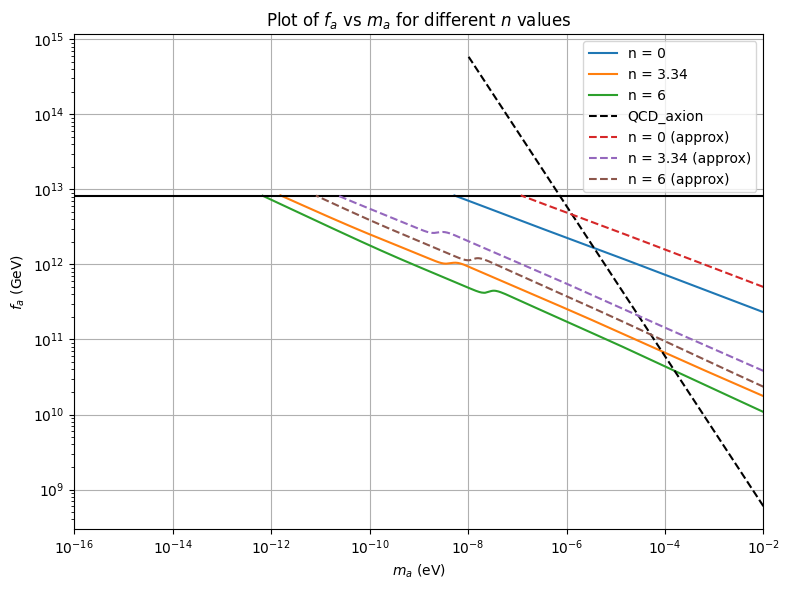 Plot of $f_a$ vs $m_a$ for different $n$ values
$10^{15}$
$10^{14}$
$10^{13}$
$10^{12}$
$10^{11}$
$10^{10}$
$10^{9}$
$f_a$ (GeV)
n = 0
n = 3.34
n = 6
QCD_axion
n = 0 (approx)
n = 3.34 (approx)
n = 6 (approx)
$10^{-16}$ $10^{-14}$ $10^{-12}$ $10^{-10}$ $10^{-8}$ $10^{-6}$ $10^{-4}$ $10^{-2}$
$m_a$ (eV)